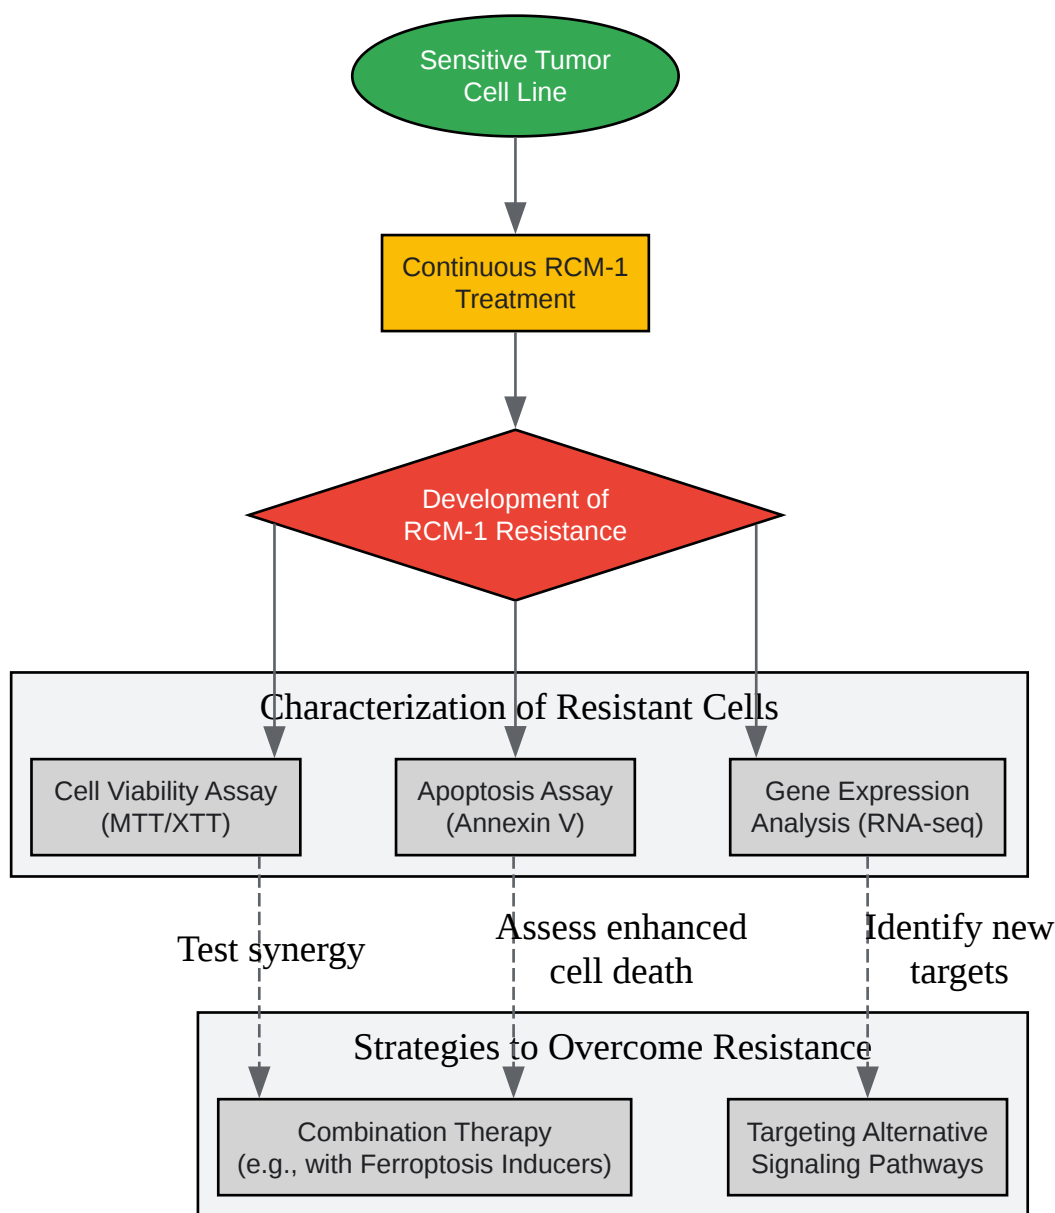 Sensitive Tumor
Cell Line
Continuous RCM-1
Treatment
Development of
RCM-1 Resistance
Characterization of Resistant Cells
Cell Viability Assay
(MTT/XTT)
Apoptosis Assay
(Annexin V)
Gene Expression
Analysis (RNA-seq)
Test synergy
Assess enhanced
cell death
Identify new
targets
Strategies to Overcome Resistance
Combination Therapy
(e.g., with Ferroptosis Inducers)
Targeting Alternative
Signaling Pathways